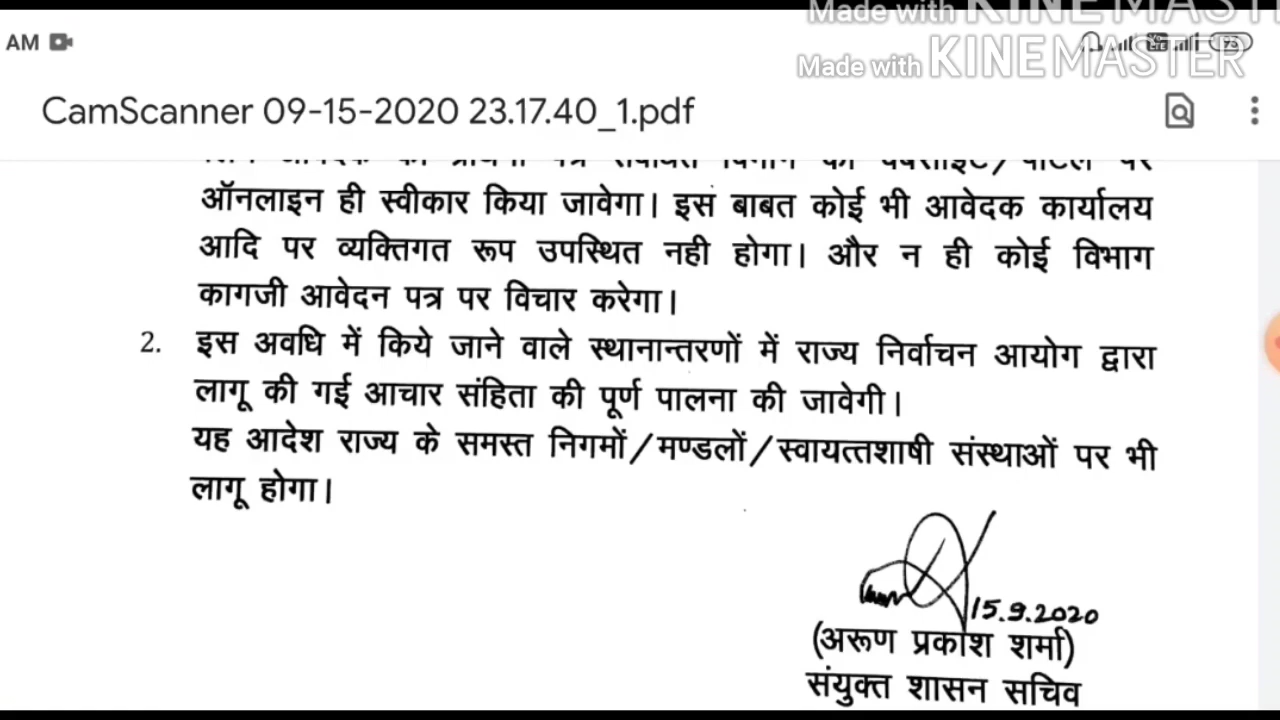 Made with KINEMASTER
AM
Made with KINEMASTER
73
CamScanner 09-15-2020 23.17.40_1.pdf
ऑनलाइन ही स्वीकार किया जावेगा। इस बाबत कोई भी आवेदक कार्यालय
आदि पर व्यक्तिगत रूप उपस्थित नही होगा। और न ही कोई विभाग
कागजी आवेदन पत्र पर विचार करेगा।
2. इस अवधि में किये जाने वाले स्थानान्तरणों में राज्य निर्वाचन आयोग द्वारा
लागू की गई आचार संहिता की पूर्ण पालना की जावेगी।
यह आदेश राज्य के समस्त निगमों/मण्डलों/स्वायत्तशाषी संस्थाओं पर भी
लागू होगा।
15.9.2020
(अरूण प्रकाश शर्मा)
संयुक्त शासन सचिव